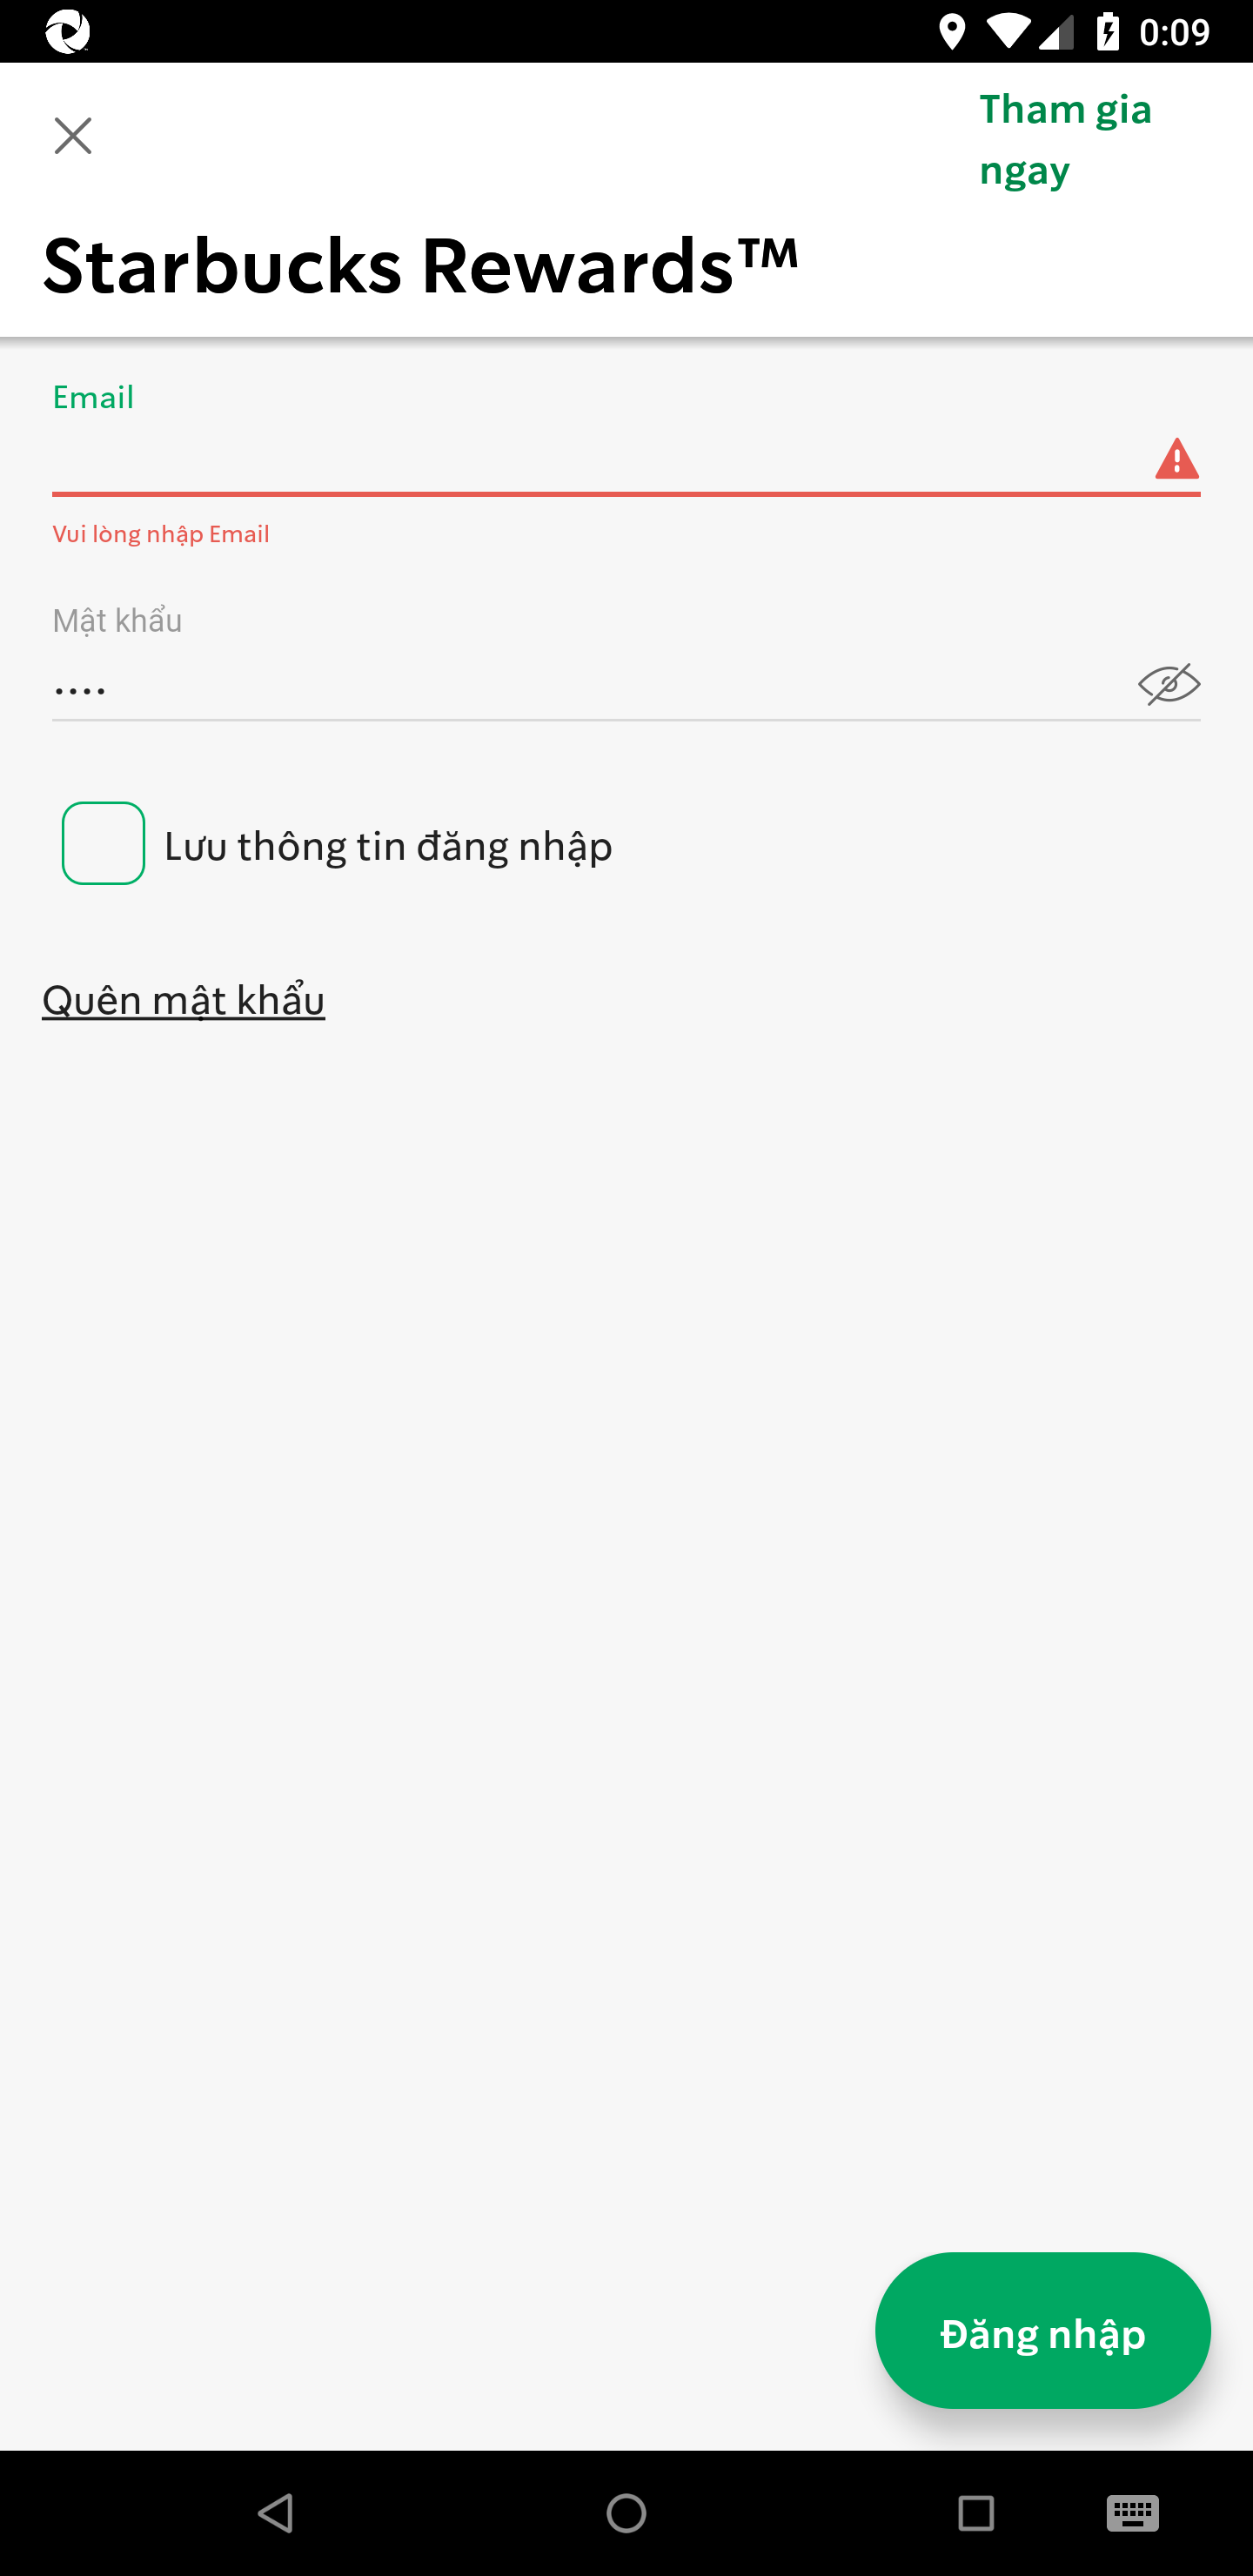 0:09
Tham gia
ngay
Starbucks Rewards™
Email
Vui lòng nhập Email
Mật khẩu
....
Lưu thông tin đăng nhập
Quên mật khẩu
Đăng nhập